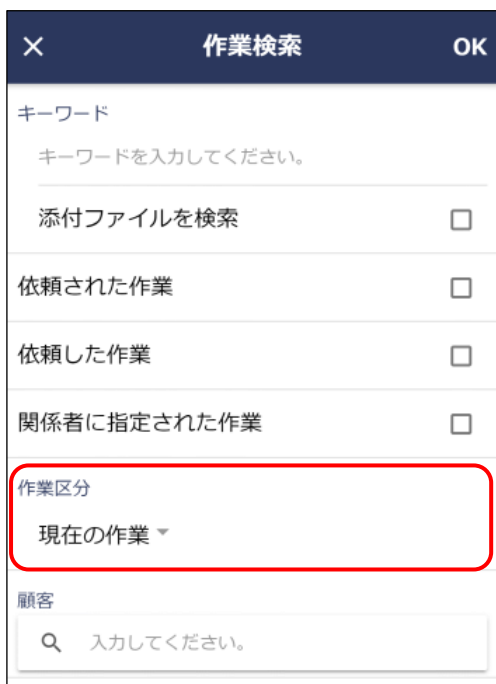 作業検索 OK
キーワード
キーワードを入力してください。
添付ファイルを検索
依頼された作業
依頼した作業
関係者に指定された作業
作業区分
現在の作業
顧客
入力してください。